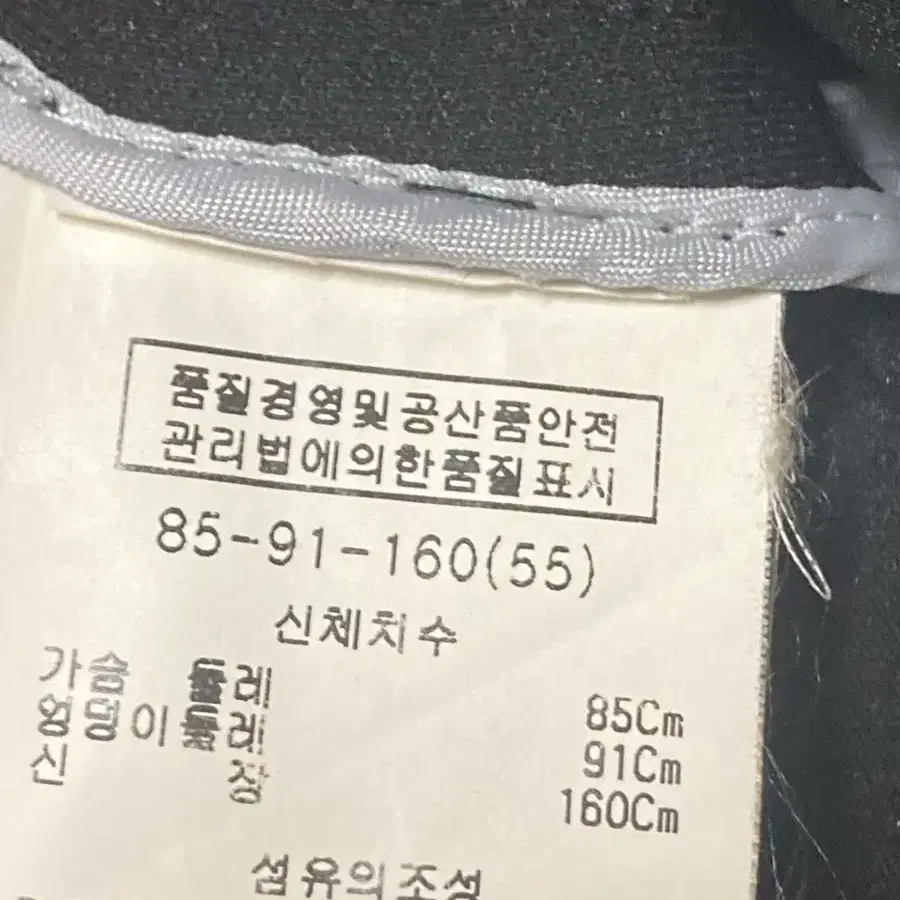 품질경영및공산품안전
관리법에의한품질표시
85-91-160(55)
신체치수
가슴 둘레 85Cm
엉덩이 둘레 91Cm
신 장 160Cm
섬유의조성